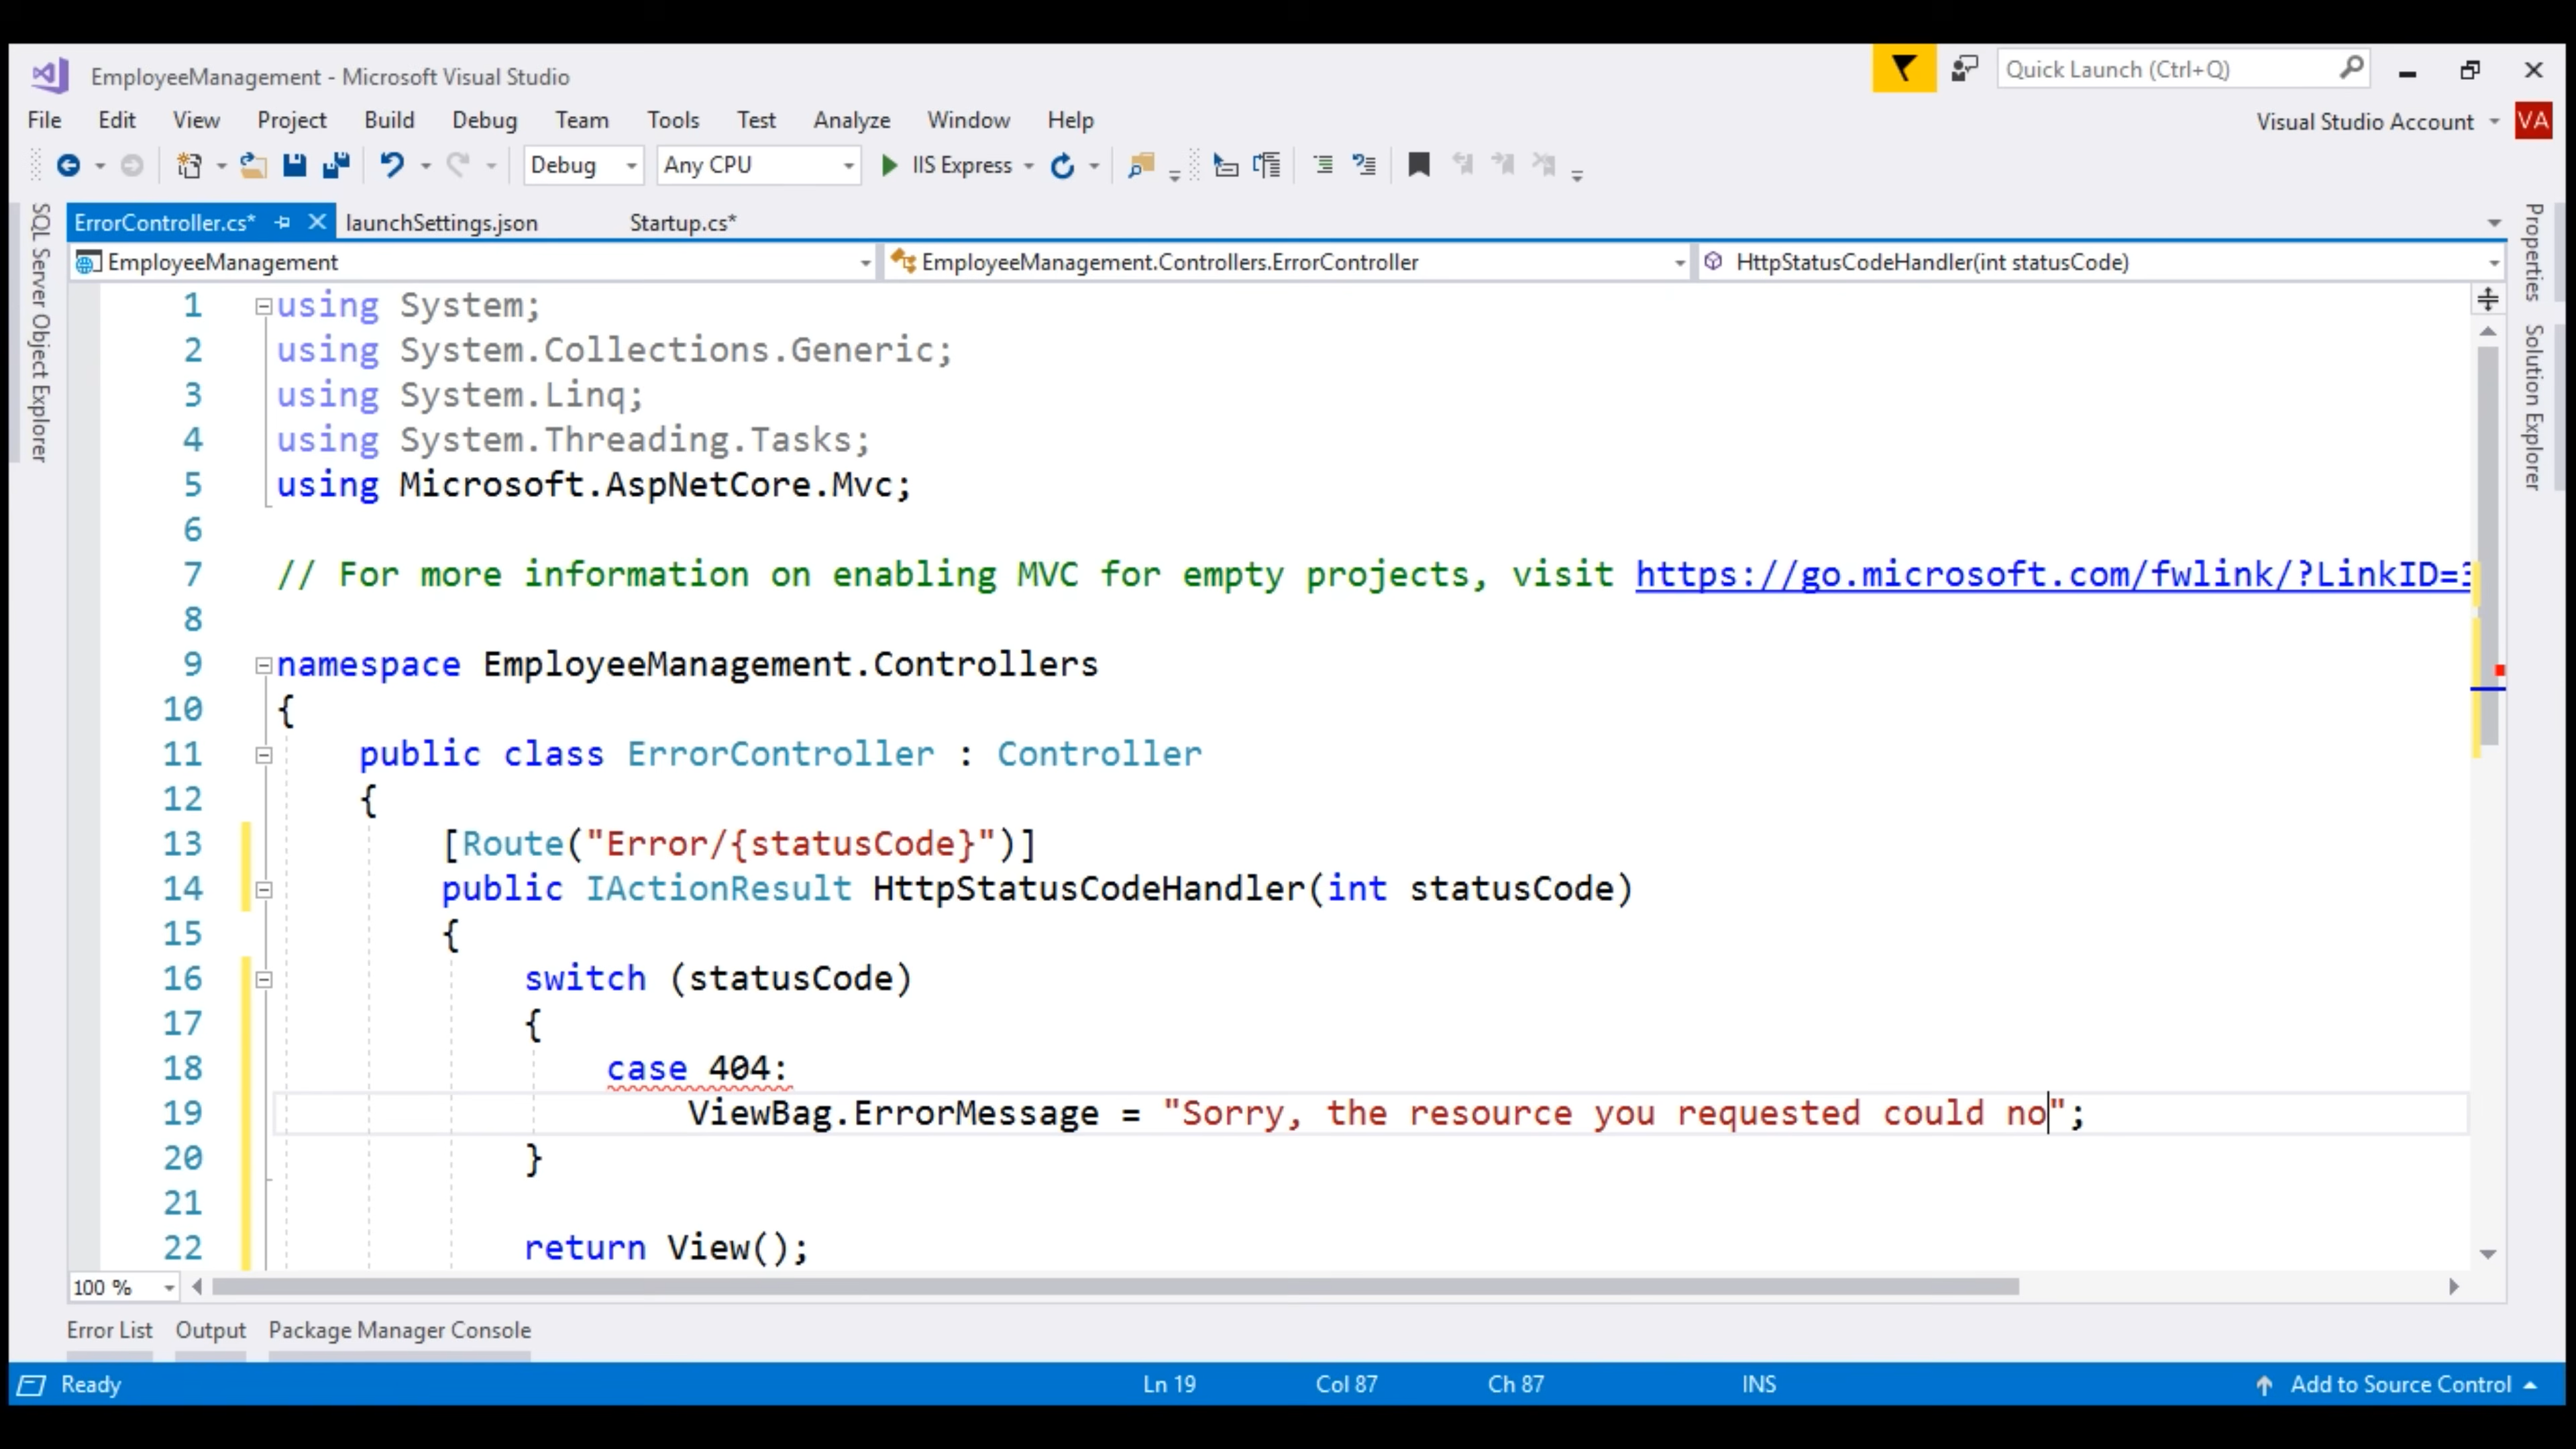 EmployeeManagement - Microsoft Visual Studio
Quick Launch (Ctrl+Q)
File Edit View Project Build Debug Team Tools Test Analyze Window Help
Visual Studio Account VA
Debug Any CPU IIS Express
ErrorController.cs* launchSettings.json Startup.cs*
EmployeeManagement EmployeeManagement.Controllers.ErrorController HttpStatusCodeHandler(int statusCode)
SQL Server Object Explorer
Properties
Solution Explorer
1 using System;
2 using System.Collections.Generic;
3 using System.Linq;
4 using System.Threading.Tasks;
5 using Microsoft.AspNetCore.Mvc;
6
7 // For more information on enabling MVC for empty projects, visit https://go.microsoft.com/fwlink/?LinkID=3
8
9 namespace EmployeeManagement.Controllers
10 {
11 public class ErrorController : Controller
12 {
13 [Route("Error/{statusCode}")]
14 public IActionResult HttpStatusCodeHandler(int statusCode)
15 {
16 switch (statusCode)
17 {
18 case 404:
19 ViewBag.ErrorMessage = "Sorry, the resource you requested could no";
20 }
21
22 return View();
100 %
Error List Output Package Manager Console
Ready Ln 19 Col 87 Ch 87 INS Add to Source Control